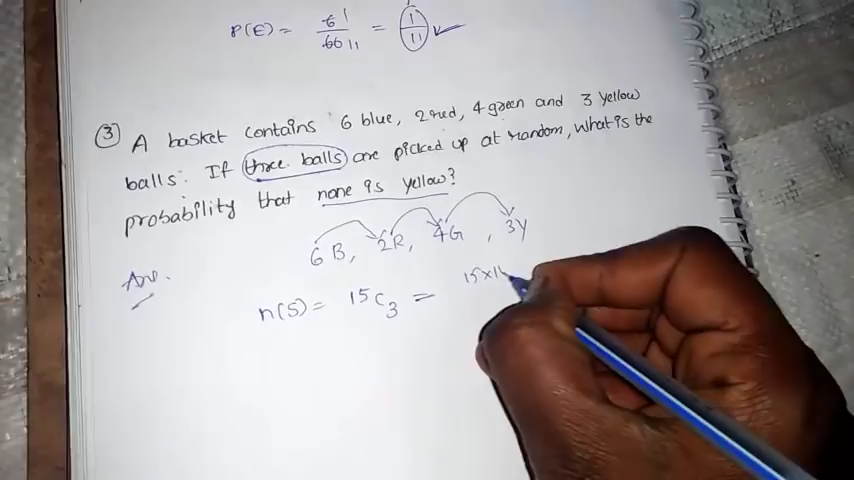 P(E) = 6 1 / 66 11 = 1 / 11
③ A basket contains 6 blue, 2 red, 4 green and 3 yellow
balls. If three balls are picked up at random, what is the
probability that none is yellow?
6B, 2R, 4G, 3Y
Ans.
n(S) = 15C3 = 15×1